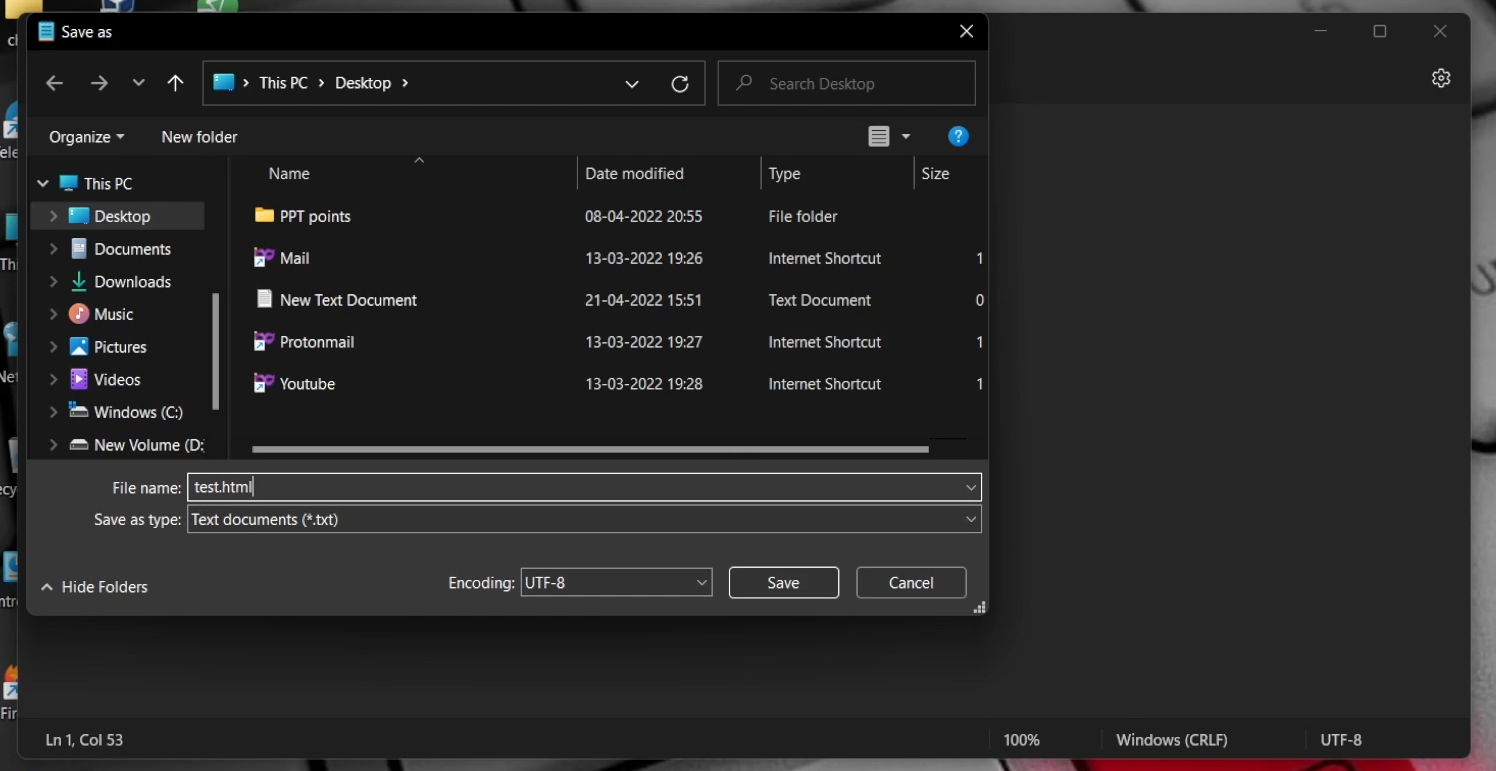 Save as
This PC > Desktop >
Search Desktop
Organize
New folder
Name
Date modified
Type
Size
This PC
Desktop
Documents
Downloads
Music
Pictures
Videos
Windows (C:)
New Volume (D:
PPT points 08-04-2022 20:55 File folder
Mail 13-03-2022 19:26 Internet Shortcut 1
New Text Document 21-04-2022 15:51 Text Document 0
Protonmail 13-03-2022 19:27 Internet Shortcut 1
Youtube 13-03-2022 19:28 Internet Shortcut 1
File name: test.html
Save as type: Text documents (*.txt)
Hide Folders
Encoding: UTF-8
Save
Cancel
Ln 1, Col 53
100%
Windows (CRLF)
UTF-8